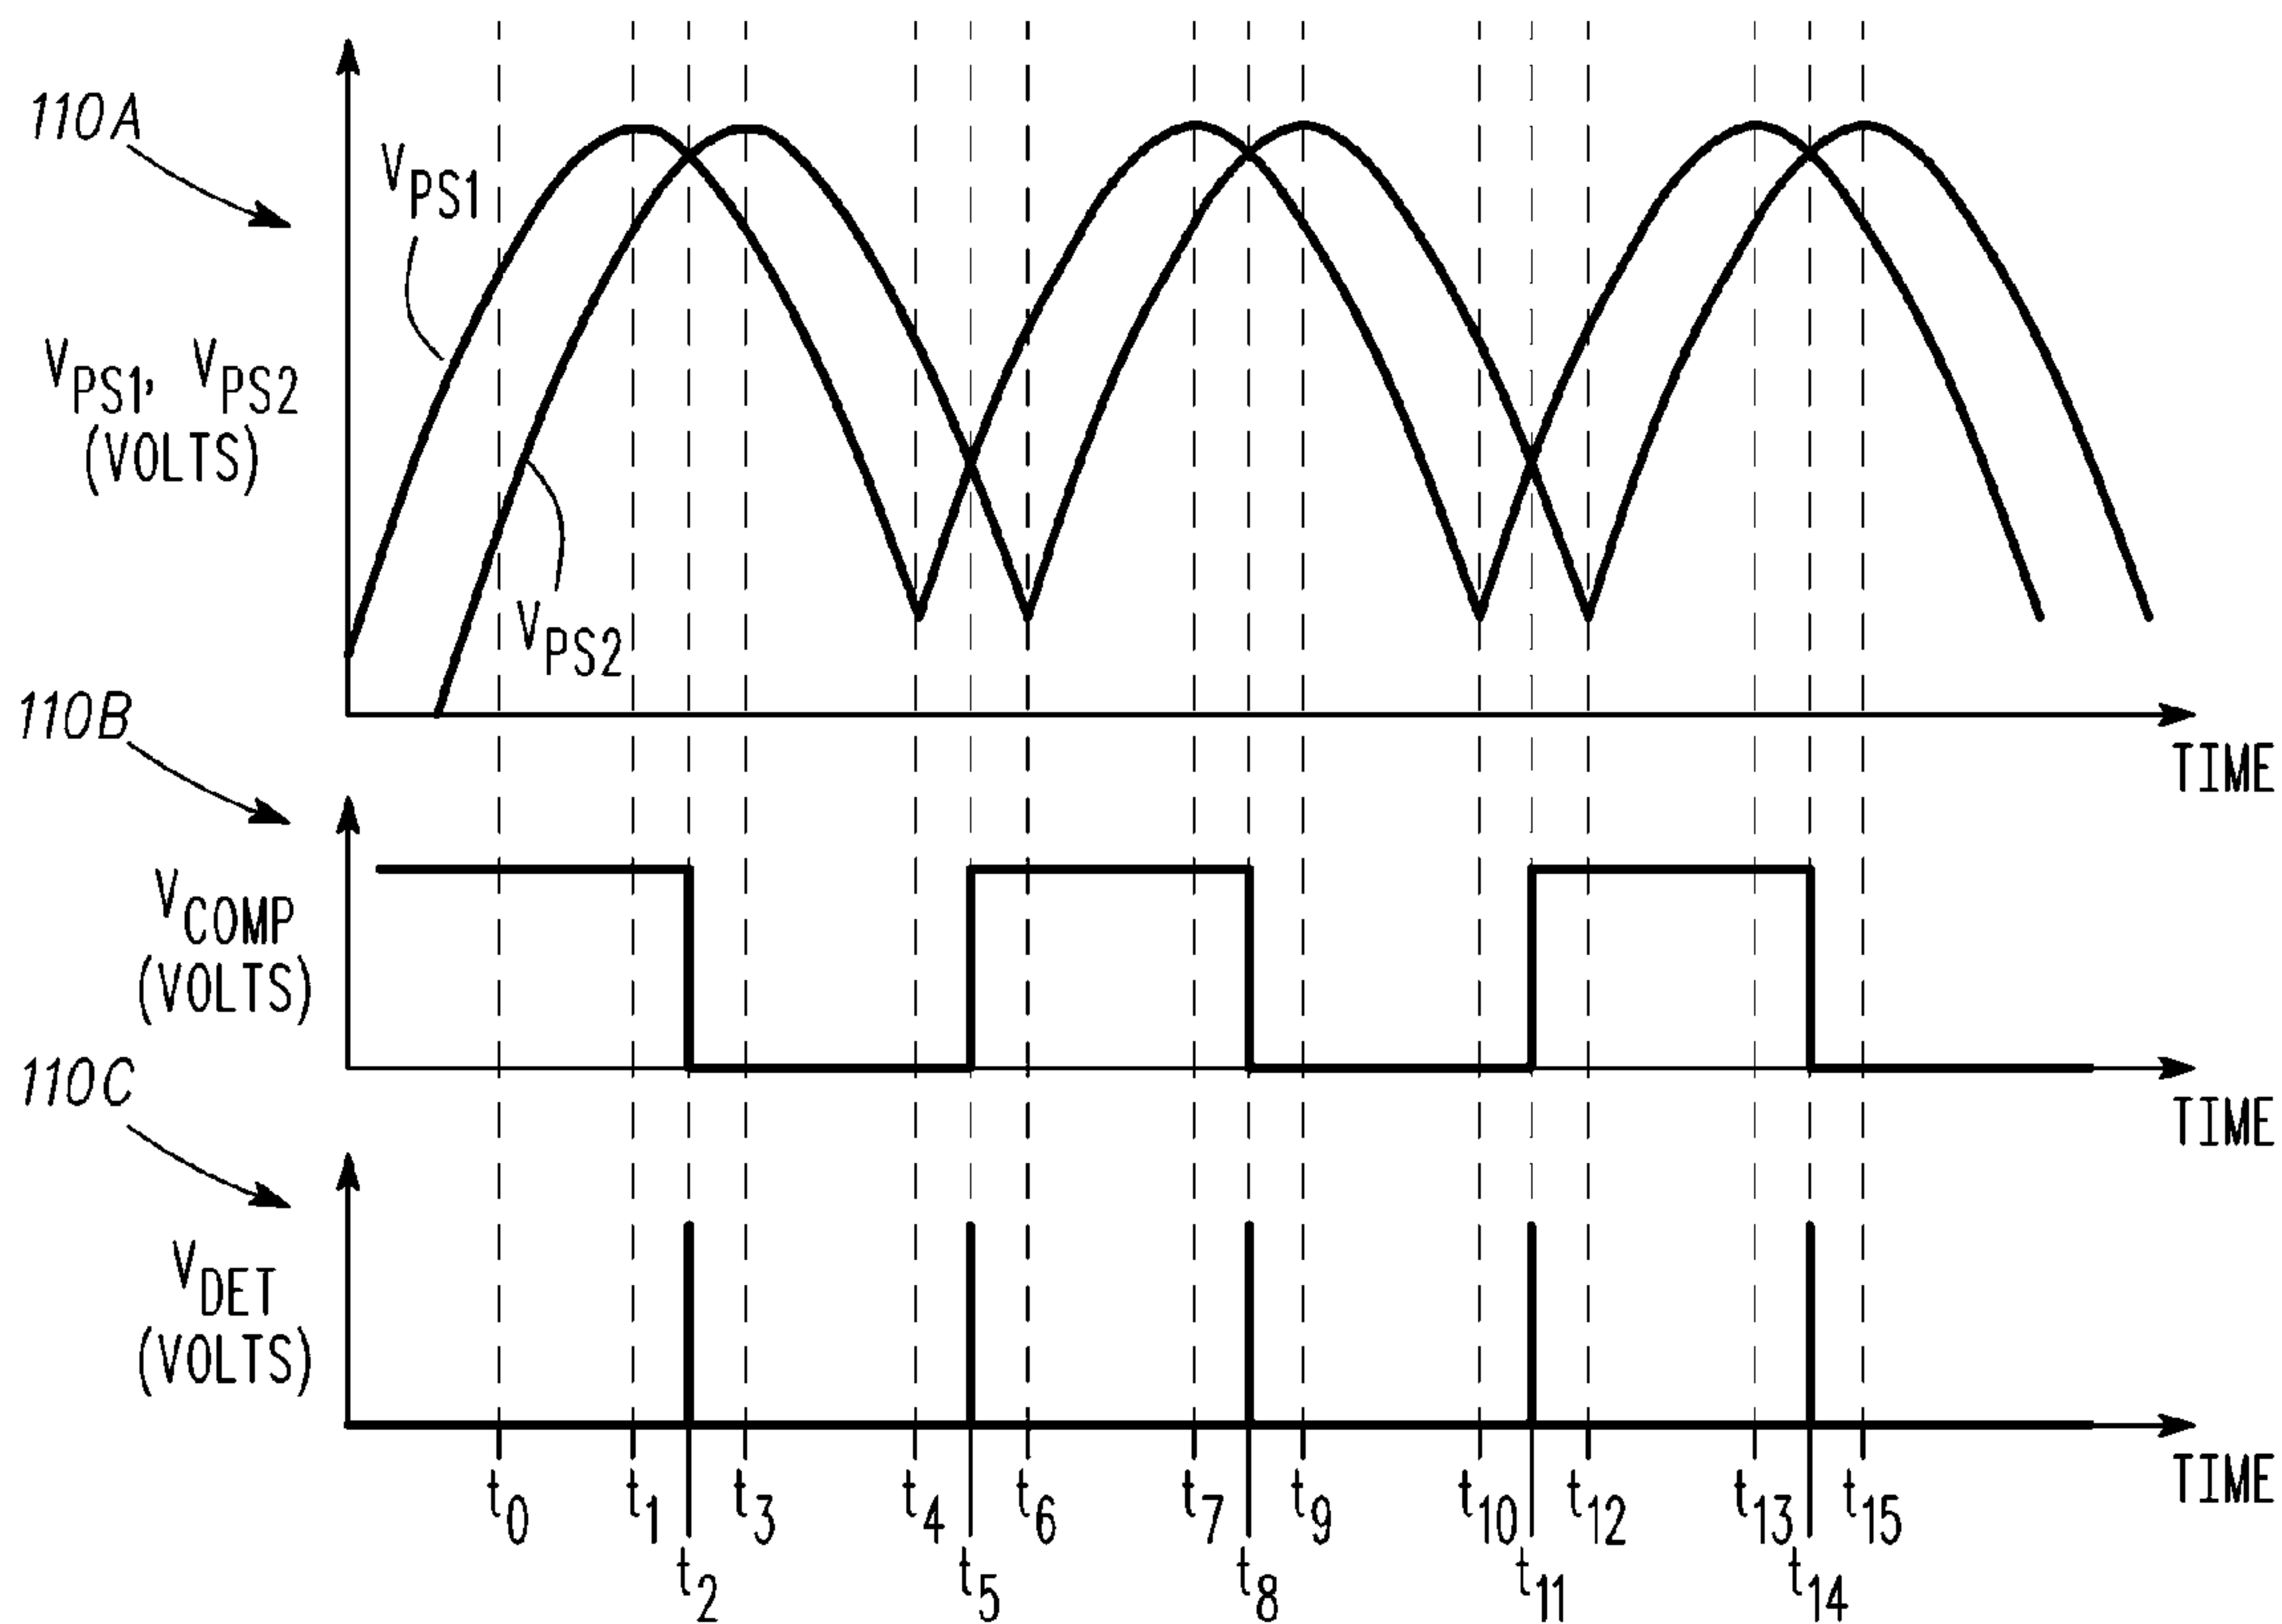 110A
VPS1
VPS1, VPS2
(VOLTS)
VPS2
TIME
110B
VCOMP
(VOLTS)
TIME
110C
VDET
(VOLTS)
TIME
t0 t1 t3 t4 t6 t7 t9 t10 t12 t13 t15
t2 t5 t8 t11 t14